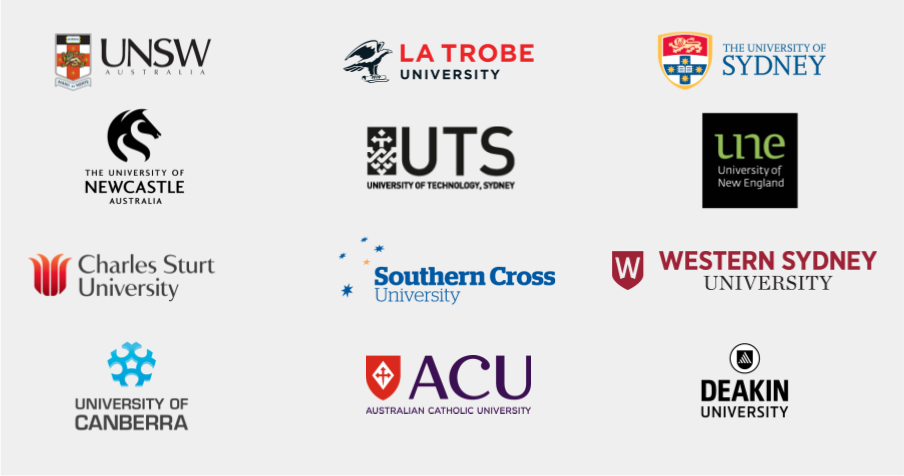 UNSW
AUSTRALIA
LA TROBE
UNIVERSITY
THE UNIVERSITY OF
SYDNEY
THE UNIVERSITY OF
NEWCASTLE
AUSTRALIA
UTS
UNIVERSITY OF TECHNOLOGY, SYDNEY
une
University of
New England
Charles Sturt
University
Southern Cross
University
W
WESTERN SYDNEY
UNIVERSITY
UNIVERSITY OF
CANBERRA
ACU
AUSTRALIAN CATHOLIC UNIVERSITY
DEAKIN
UNIVERSITY